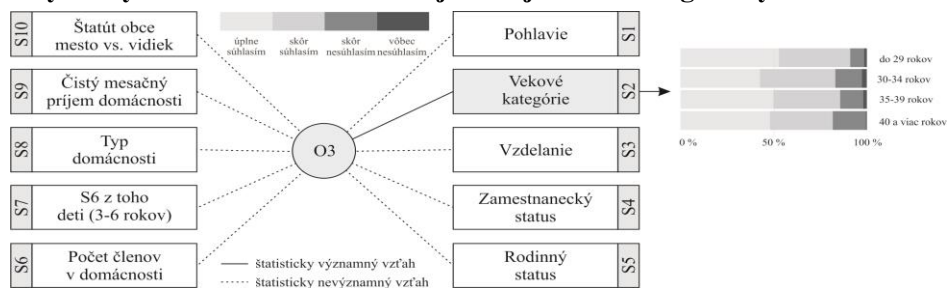 S10
Štatút obce
mesto vs. vidiek
S9
Čistý mesačný
príjem domácnosti
S8
Typ
domácnosti
S7
S6 z toho
deti (3-6 rokov)
S6
Počet členov
v domácnosti
úplne
súhlasím
skôr
súhlasím
skôr
nesúhlasím
vôbec
nesúhlasím
O3
štatisticky významný vzťah
štatisticky nevýznamný vzťah
Pohlavie
S1
Vekové
kategórie
S2
Vzdelanie
S3
Zamestnanecký
status
S4
Rodinný
status
S5
do 29 rokov
30-34 rokov
35-39 rokov
40 a viac rokov
0 %
50 %
100 %